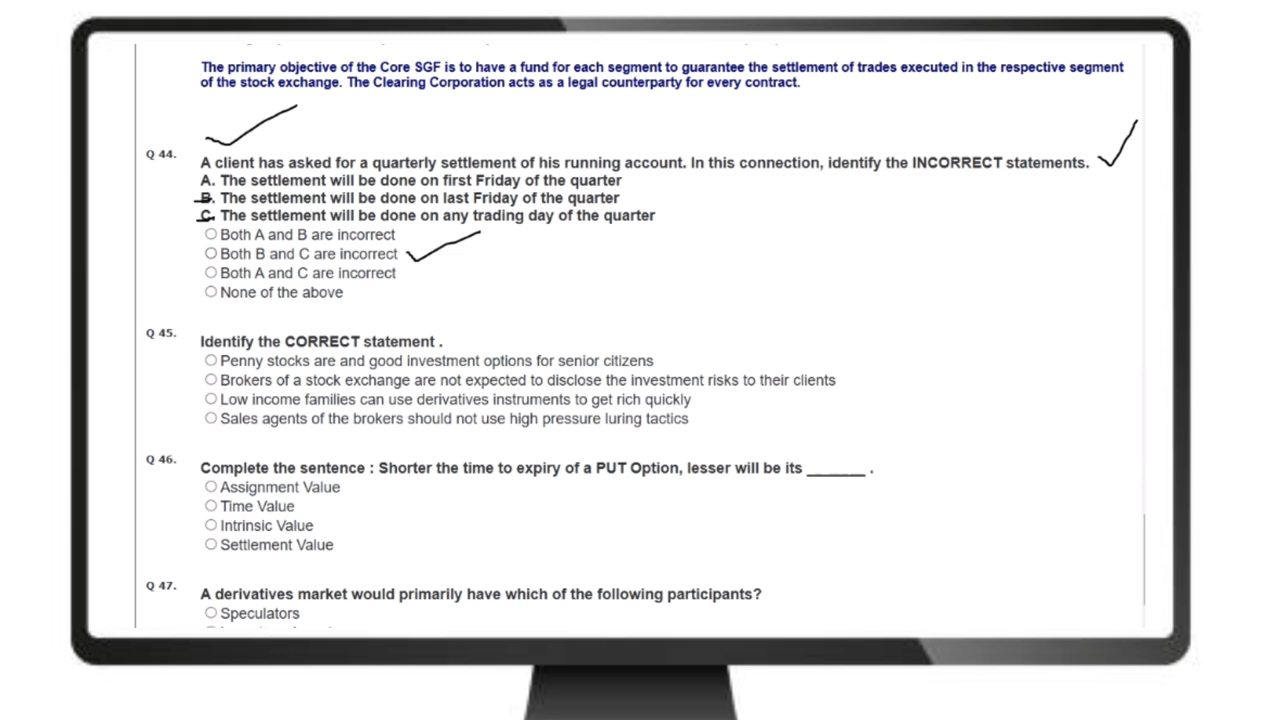 The primary objective of the Core SGF is to have a fund for each segment to guarantee the settlement of trades executed in the respective segment
of the stock exchange. The Clearing Corporation acts as a legal counterparty for every contract.
Q 44.
A client has asked for a quarterly settlement of his running account. In this connection, identify the INCORRECT statements.
A. The settlement will be done on first Friday of the quarter
B. The settlement will be done on last Friday of the quarter
C. The settlement will be done on any trading day of the quarter
Both A and B are incorrect
Both B and C are incorrect
Both A and C are incorrect
None of the above
Q 45.
Identify the CORRECT statement .
Penny stocks are and good investment options for senior citizens
Brokers of a stock exchange are not expected to disclose the investment risks to their clients
Low income families can use derivatives instruments to get rich quickly
Sales agents of the brokers should not use high pressure luring tactics
Q 46.
Complete the sentence : Shorter the time to expiry of a PUT Option, lesser will be its _______ .
Assignment Value
Time Value
Intrinsic Value
Settlement Value
Q 47.
A derivatives market would primarily have which of the following participants?
Speculators